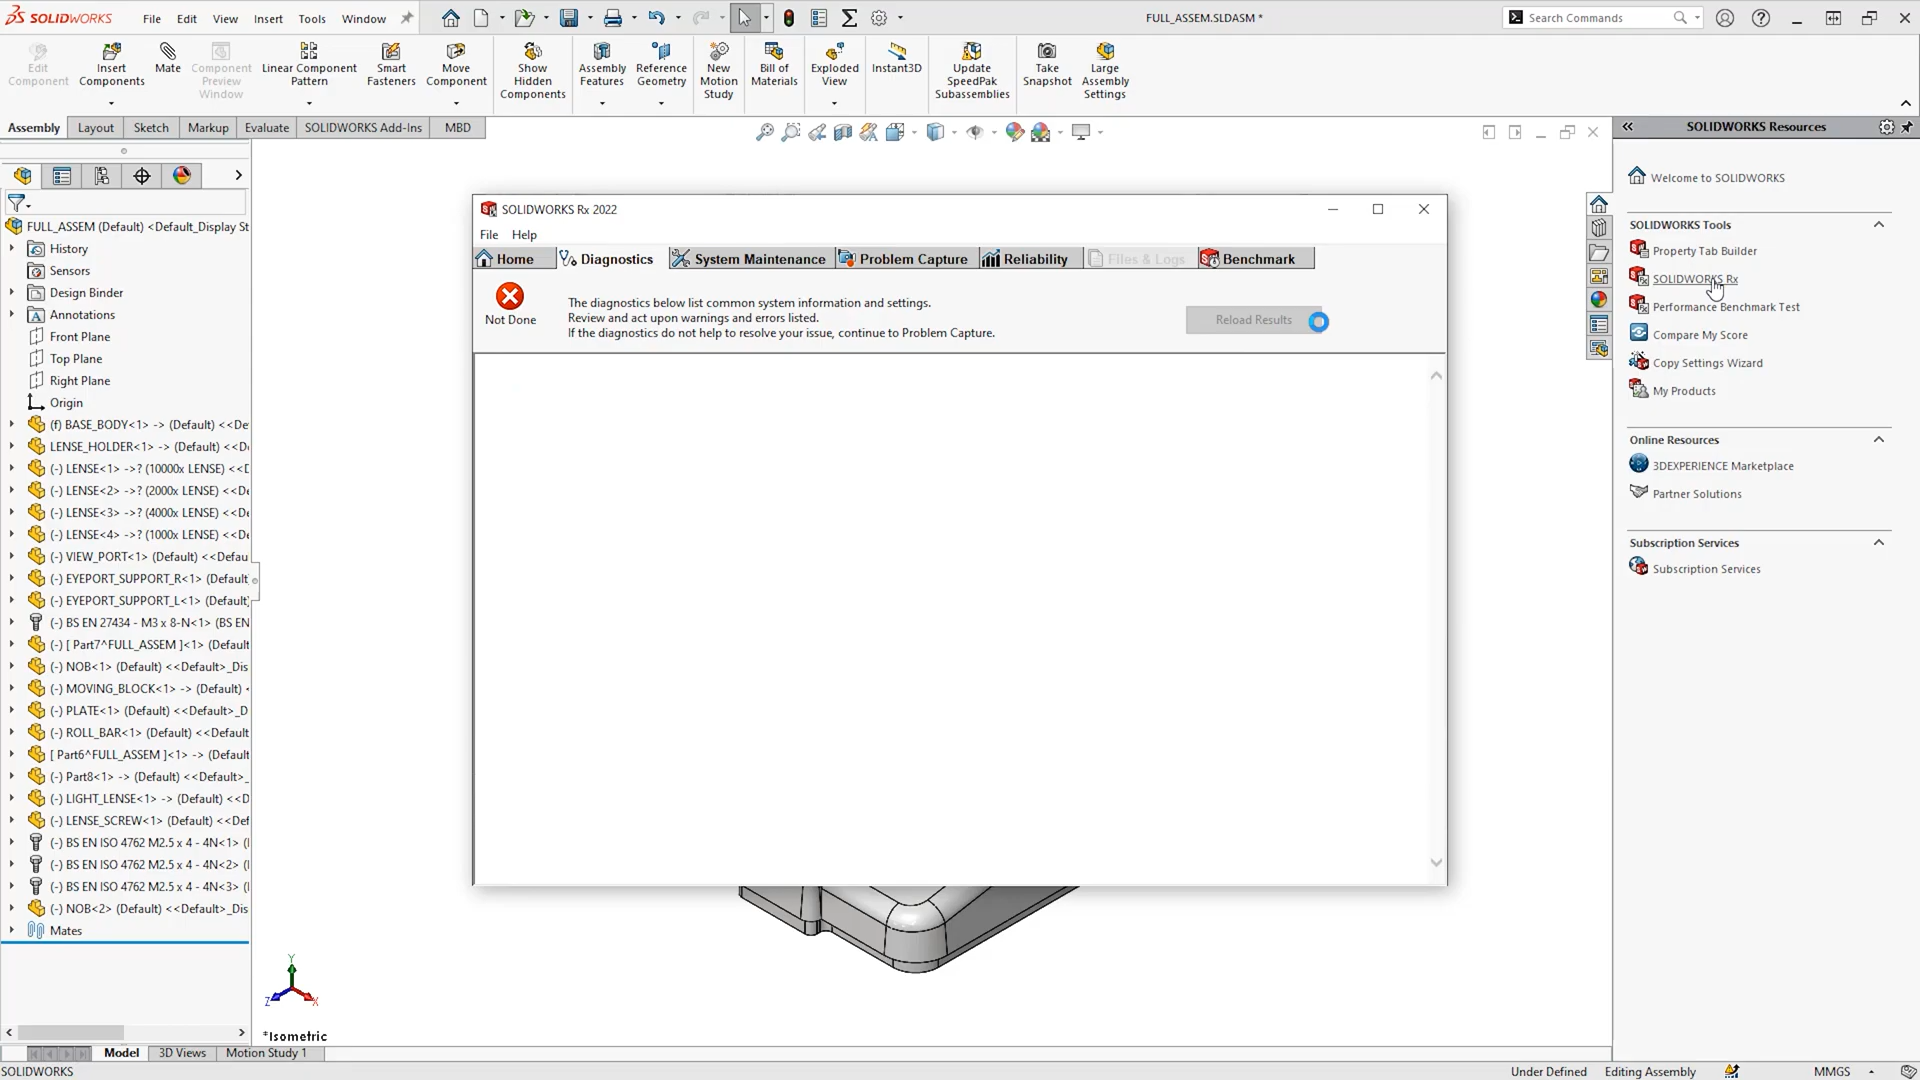 SOLIDWORKS
File Edit View Insert Tools Window
FULL_ASSEM.SLDASM *
Search Commands
Edit Component
Insert Components
Mate
Component Preview Window
Linear Component Pattern
Smart Fasteners
Move Component
Show Hidden Components
Assembly Features
Reference Geometry
New Motion Study
Bill of Materials
Exploded View
Instant3D
Update SpeedPak Subassemblies
Take Snapshot
Large Assembly Settings
Assembly Layout Sketch Markup Evaluate SOLIDWORKS Add-Ins MBD
FULL_ASSEM (Default) <Default_Display St
History
Sensors
Design Binder
Annotations
Front Plane
Top Plane
Right Plane
Origin
(f) BASE_BODY<1> -> (Default) <<De
LENSE_HOLDER<1> -> (Default) <<D
(-) LENSE<1> ->? (10000x LENSE) <<D
(-) LENSE<2> ->? (2000x LENSE) <<De
(-) LENSE<3> ->? (4000x LENSE) <<De
(-) LENSE<4> ->? (1000x LENSE) <<De
(-) VIEW_PORT<1> (Default) <<Defau
(-) EYEPORT_SUPPORT_R<1> (Default
(-) EYEPORT_SUPPORT_L<1> (Default)
(-) BS EN 27434 - M3 x 8-N<1> (BS EN
(-) [ Part7^FULL_ASSEM ]<1> (Default
(-) NOB<1> (Default) <<Default>_Dis
(-) MOVING_BLOCK<1> -> (Default) <
(-) PLATE<1> (Default) <<Default>_D
(-) ROLL_BAR<1> (Default) <<Default
[ Part6^FULL_ASSEM ]<1> -> (Default
(-) Part8<1> -> (Default) <<Default>_
(-) LIGHT_LENSE<1> -> (Default) <<D
(-) LENSE_SCREW<1> (Default) <<Def
(-) BS EN ISO 4762 M2.5 x 4 - 4N<1> (I
(-) BS EN ISO 4762 M2.5 x 4 - 4N<2> (I
(-) BS EN ISO 4762 M2.5 x 4 - 4N<3> (I
(-) NOB<2> (Default) <<Default>_Dis
Mates
SOLIDWORKS Rx 2022
File Help
Home Diagnostics System Maintenance Problem Capture Reliability Files & Logs Benchmark
Not Done
The diagnostics below list common system information and settings.
Review and act upon warnings and errors listed.
If the diagnostics do not help to resolve your issue, continue to Problem Capture.
Reload Results
SOLIDWORKS Resources
Welcome to SOLIDWORKS
SOLIDWORKS Tools
Property Tab Builder
SOLIDWORKS Rx
Performance Benchmark Test
Compare My Score
Copy Settings Wizard
My Products
Online Resources
3DEXPERIENCE Marketplace
Partner Solutions
Subscription Services
Subscription Services
Y
Z X
*Isometric
Model 3D Views Motion Study 1
SOLIDWORKS
Under Defined Editing Assembly MMGS